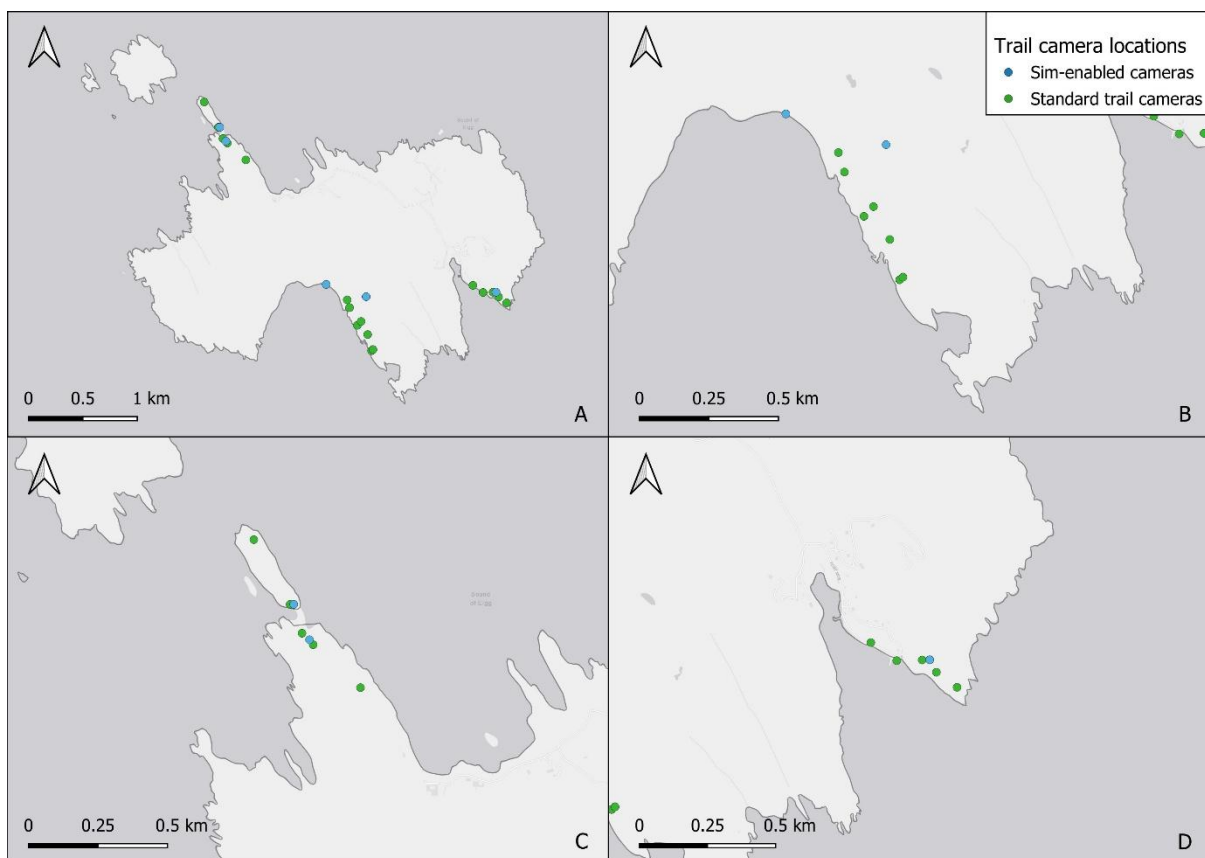 Trail camera locations
Sim-enabled cameras
Standard trail cameras
0 0.5 1 km
A
0 0.25 0.5 km
B
0 0.25 0.5 km
C
0 0.25 0.5 km
D